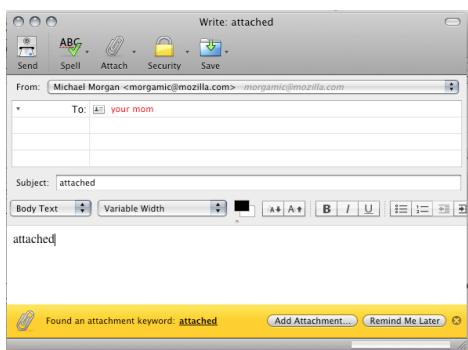 Write: attached
Send Spell Attach Security Save
From: Michael Morgan <morgamic@mozilla.com> morgamic@mozilla.com
To: your mom
Subject: attached
Body Text Variable Width A A B I U
attached
Found an attachment keyword: attached Add Attachment... Remind Me Later